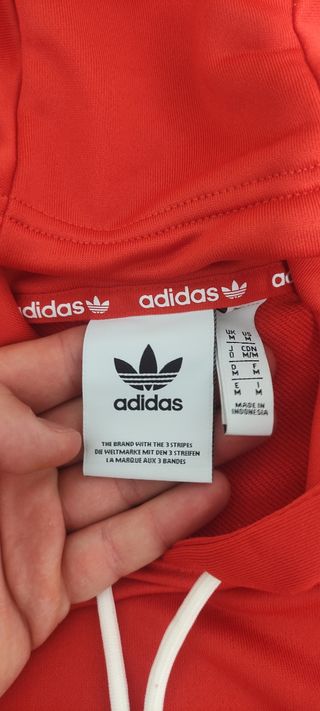 adidas adidas ad
adidas
THE BRAND WITH THE 3 STRIPES
DIE WELTMARKE MIT DEN 3 STREIFEN
LA MARQUE AUX 3 BANDES
UK M US M
J O CDN M/M
D M F M
E M I M
MADE IN
INDONESIA